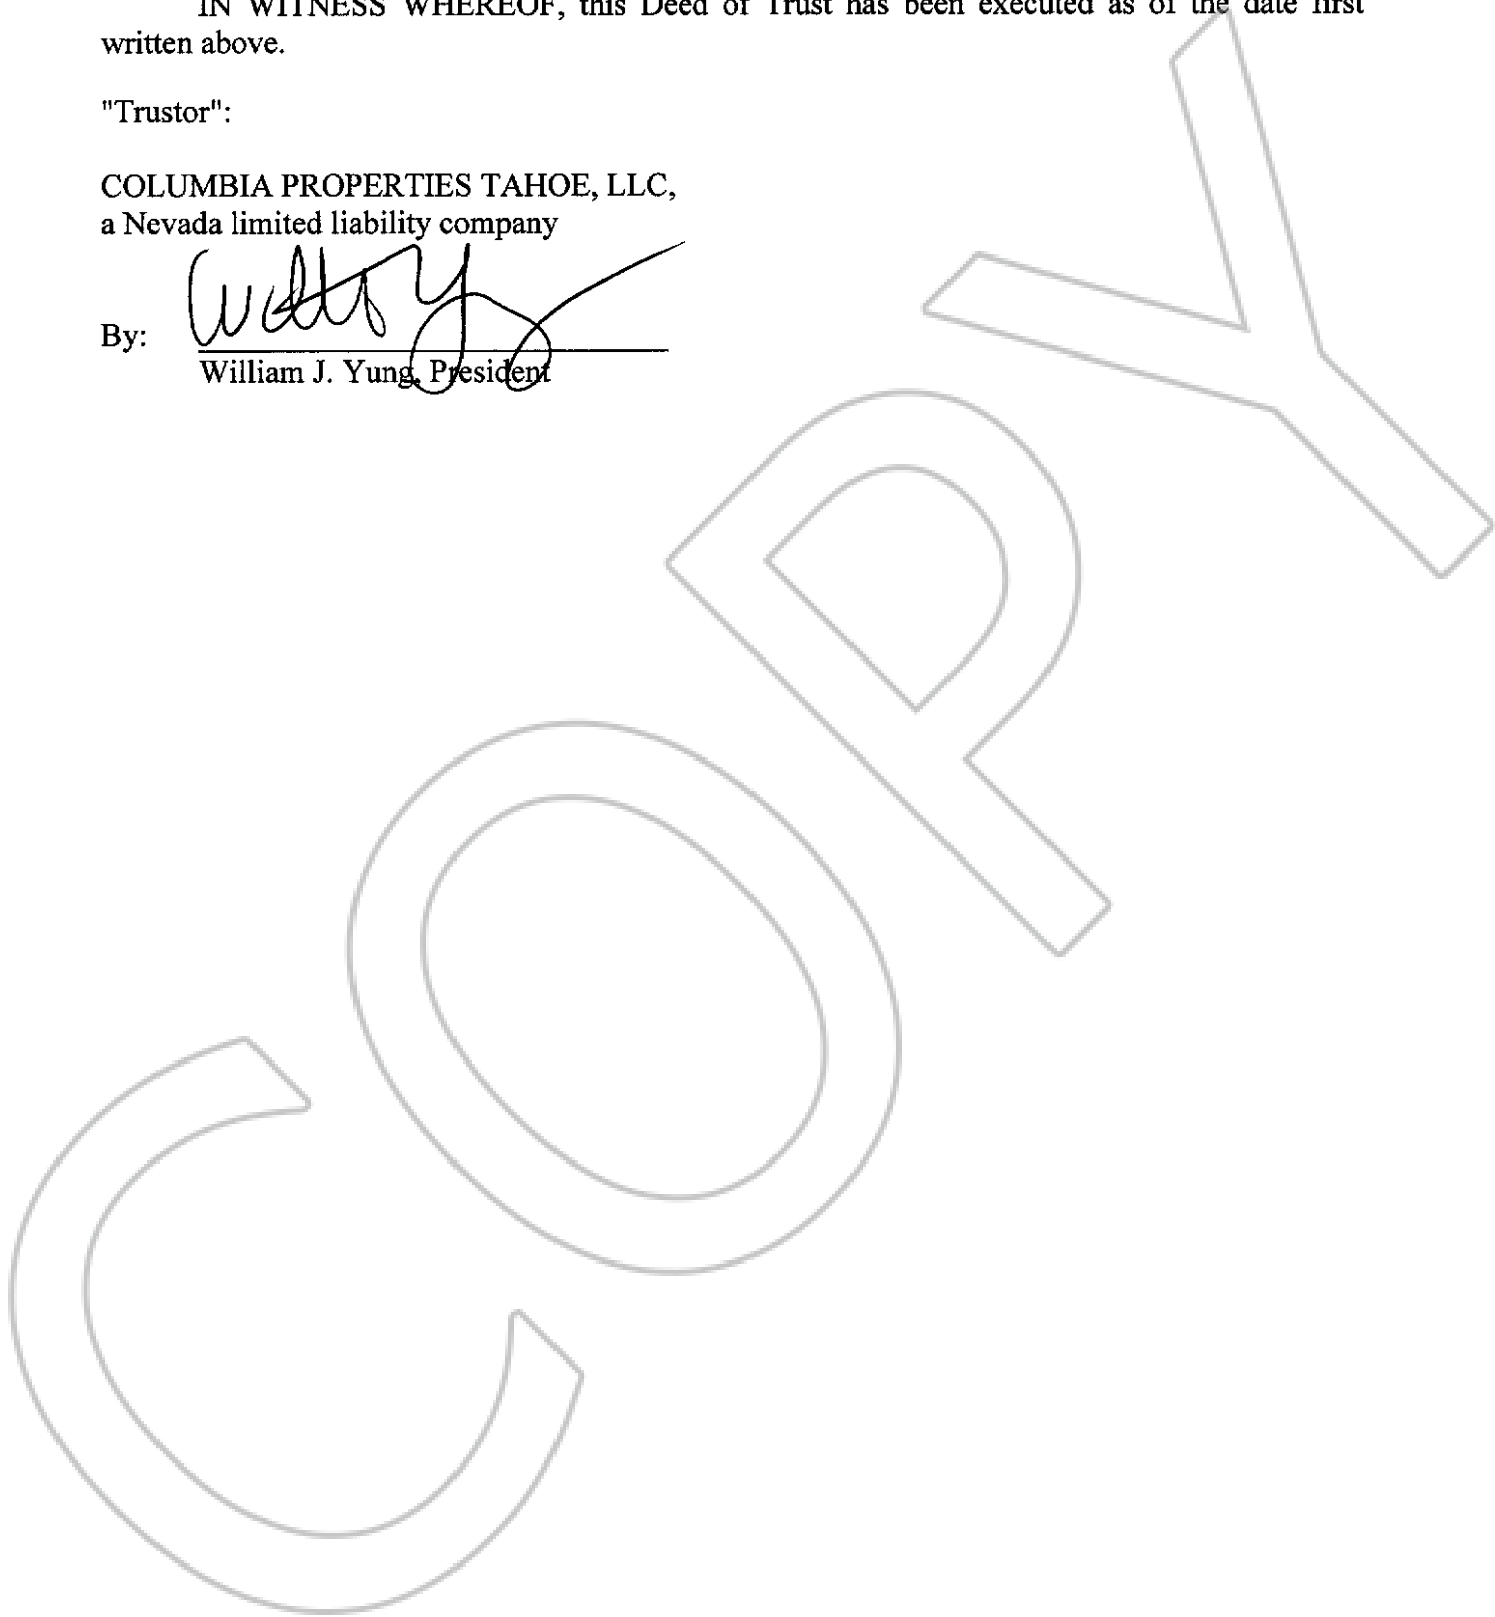 IN WITNESS WHEREOF, this Deed of Trust has been executed as of the date first
written above.
"Trustor":
COLUMBIA PROPERTIES TAHOE, LLC,
a Nevada limited liability company
By:
William J. Yung, President
COPY